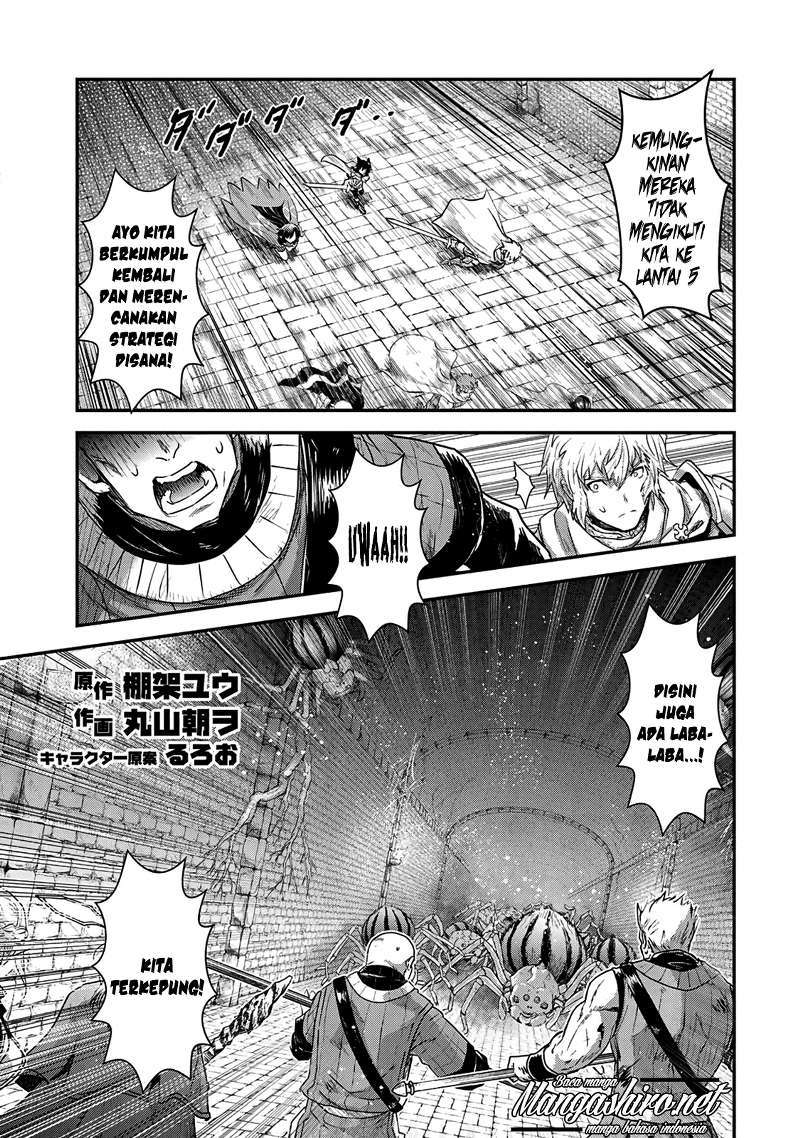 ダダダダ‥
KEMUNG-
KINAN
MEREKA
TIDAK
MENGIKUTI
KITA KE
LANTAI 5
AYO KITA
BERKUMPUL
KEMBALI
DAN MEREN-
CANAKAN
STRATEGI
DISANA!
UWAAH!!
DISINI
JUGA
ADA LABA-
LABA...!
原作 棚架ユウ
作画 丸山朝ヲ
キャラクター原案 るろお
KITA
TERKEPUNG!
Baca manga
Mangashiro.net
manga bahasa indonesia